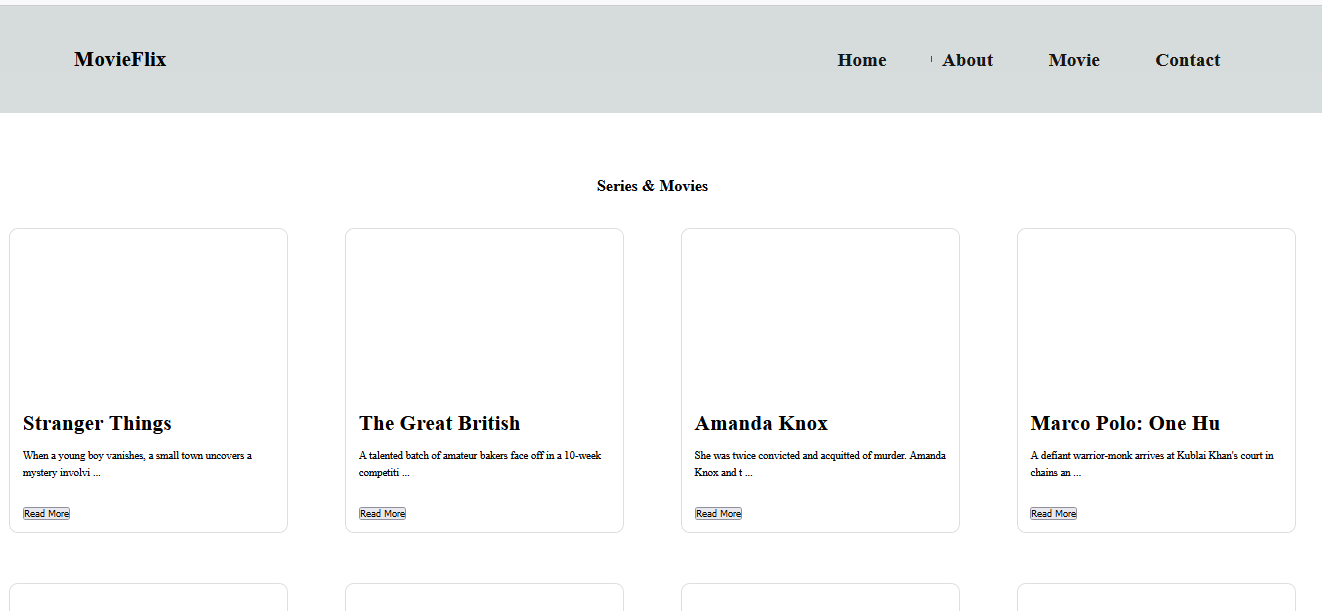 MovieFlix
Home
About
Movie
Contact
Series & Movies
Stranger Things
When a young boy vanishes, a small town uncovers a
mystery involvi ...
Read More
The Great British
A talented batch of amateur bakers face off in a 10-week
competiti ...
Read More
Amanda Knox
She was twice convicted and acquitted of murder. Amanda
Knox and t ...
Read More
Marco Polo: One Hu
A defiant warrior-monk arrives at Kublai Khan's court in
chains an ...
Read More